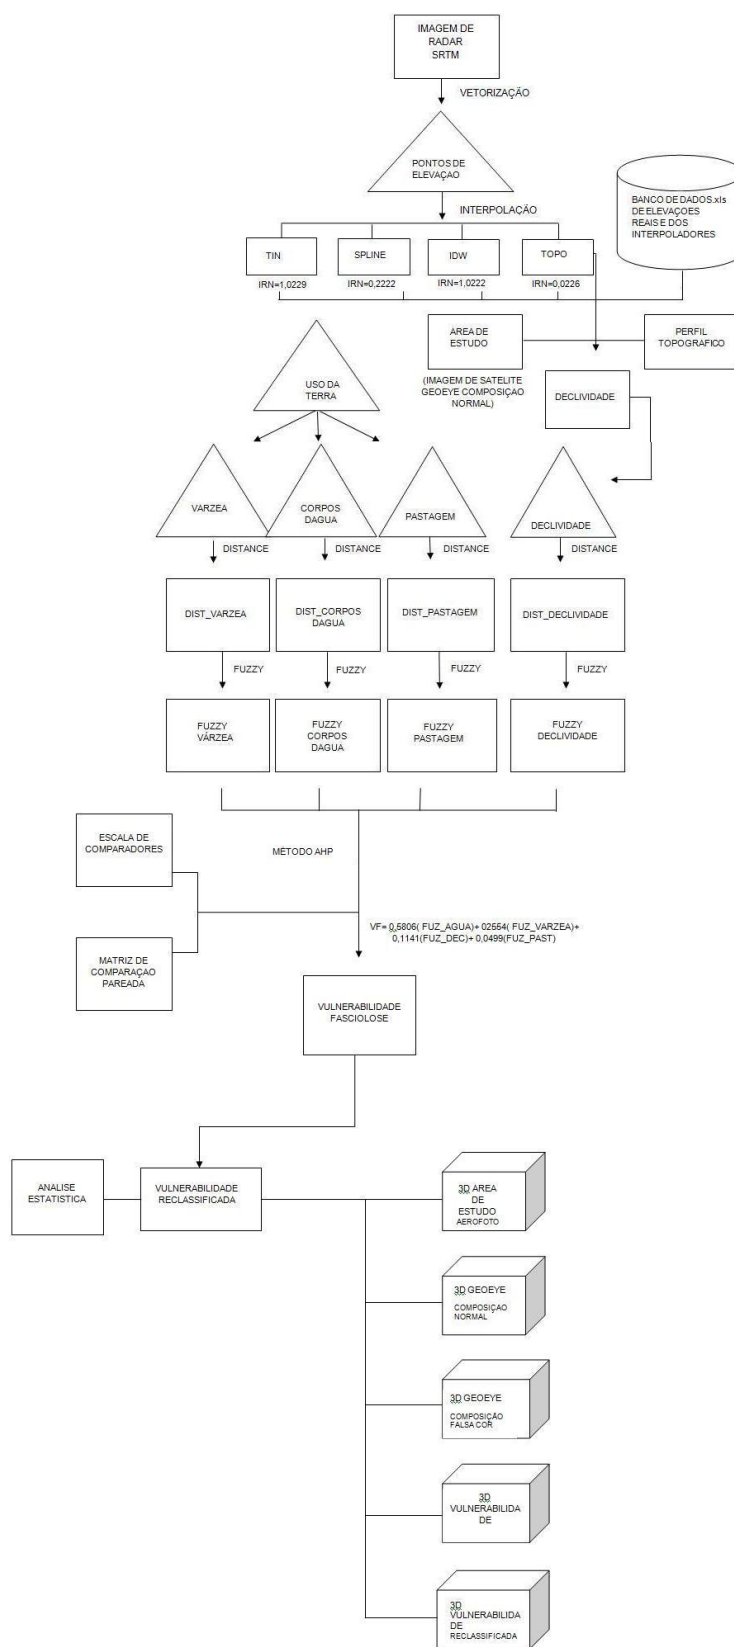 IMAGEM DE
RADAR
SRTM
VETORIZAÇÃO
PONTOS DE
ELEVAÇAO
INTERPOLAÇÃO
BANCO DE DADOS.xls
DE ELEVAÇOES
REAIS E DOS
INTERPOLADORES
TIN
SPLINE
IDW
TOPO
IRN=1,0229
IRN=0,2222
IRN=1,0222
IRN=0,0226
AREA DE
ESTUDO
PERFIL
TOPOGRAFICO
(IMAGEM DE SATELITE
GEOEYE COMPOSIÇAO
NORMAL)
DECLIVIDADE
USO DA
TERRA
VARZEA
CORPOS
DAGUA
PASTAGEM
DECLIVIDADE
DISTANCE
DISTANCE
DISTANCE
DISTANCE
DIST_VARZEA
DIST_CORPOS
DAGUA
DIST_PASTAGEM
DIST_DECLIVIDADE
FUZZY
FUZZY
FUZZY
FUZZY
FUZZY
VÁRZEA
FUZZY
CORPOS
DAGUA
FUZZY
PASTAGEM
FUZZY
DECLIVIDADE
ESCALA DE
COMPARADORES
MÉTODO AHP
VF= 0,5806( FUZ_AGUA)+ 02554( FUZ_VARZEA)+
0,1141(FUZ_DEC)+ 0,0499(FUZ_PAST)
MATRIZ DE
COMPARAÇAO
PAREADA
VULNERABILIDADE
FASCIOLOSE
ANALISE
ESTATISTICA
VULNERABILIDADE
RECLASSIFICADA
3D AREA
DE
ESTUDO
AEROFOTO
3D GEOEYE
COMPOSIÇAO
NORMAL
3D GEOEYE
COMPOSIÇÃO
FALSA COR
3D
VULNERABILIDA
DE
3D
VULNERABILIDA
DE
RECLASSIFICADA